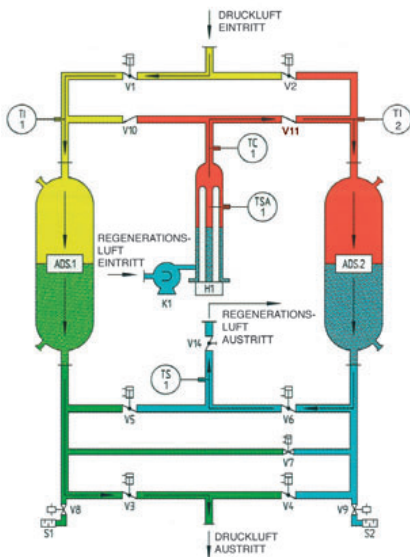 DRUCKLUFT
EINTRITT
V1
V2
TI
1
V10
V11
TI
2
TC
1
TSA
1
ADS.1
REGENERATIONS-
LUFT
EINTRITT
K1
H1
ADS.2
REGENERATIONS-
LUFT
AUSTRITT
V14
TS
1
V5
V6
V7
V8
V3
V4
V9
S1
S2
DRUCKLUFT
AUSTRITT